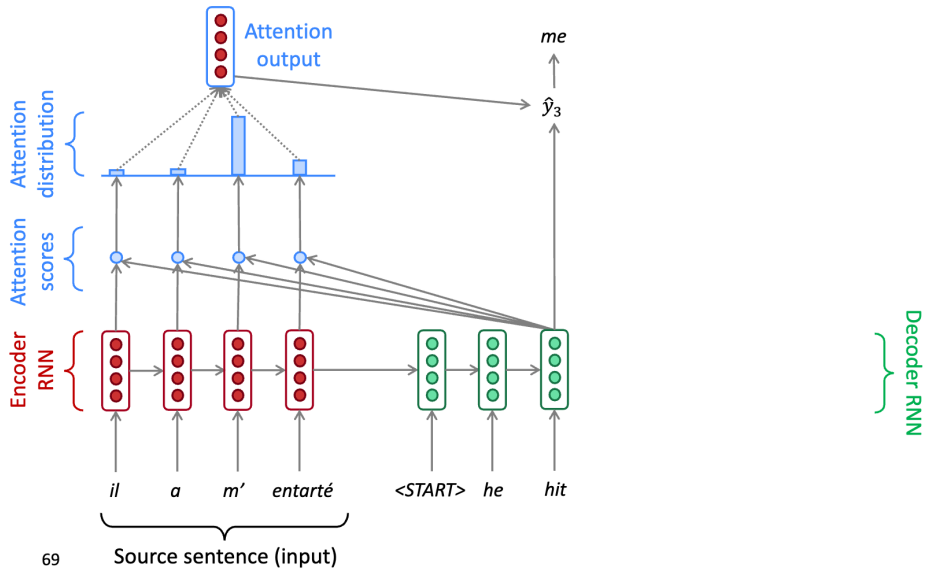 Attention
output
me
ŷ3
Attention
distribution
Attention
scores
Encoder
RNN
Decoder RNN
il a m’ entarté <START> he hit
Source sentence (input)
69